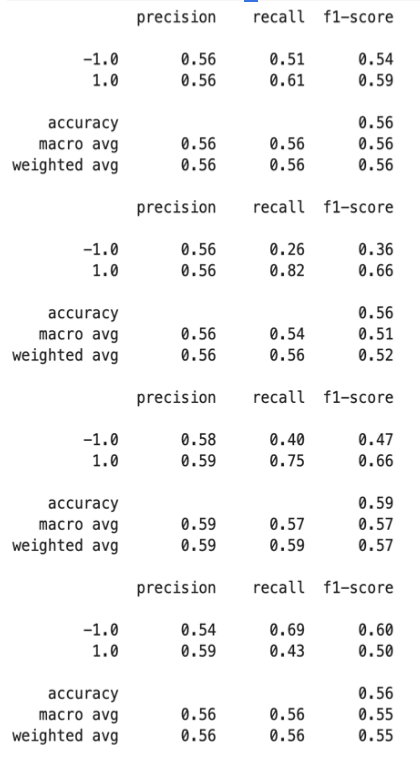 precision recall f1-score
-1.0 0.56 0.51 0.54
1.0 0.56 0.61 0.59
accuracy 0.56
macro avg 0.56 0.56 0.56
weighted avg 0.56 0.56 0.56
precision recall f1-score
-1.0 0.56 0.26 0.36
1.0 0.56 0.82 0.66
accuracy 0.56
macro avg 0.56 0.54 0.51
weighted avg 0.56 0.56 0.52
precision recall f1-score
-1.0 0.58 0.40 0.47
1.0 0.59 0.75 0.66
accuracy 0.59
macro avg 0.59 0.57 0.57
weighted avg 0.59 0.59 0.57
precision recall f1-score
-1.0 0.54 0.69 0.60
1.0 0.59 0.43 0.50
accuracy 0.56
macro avg 0.56 0.56 0.55
weighted avg 0.56 0.56 0.55